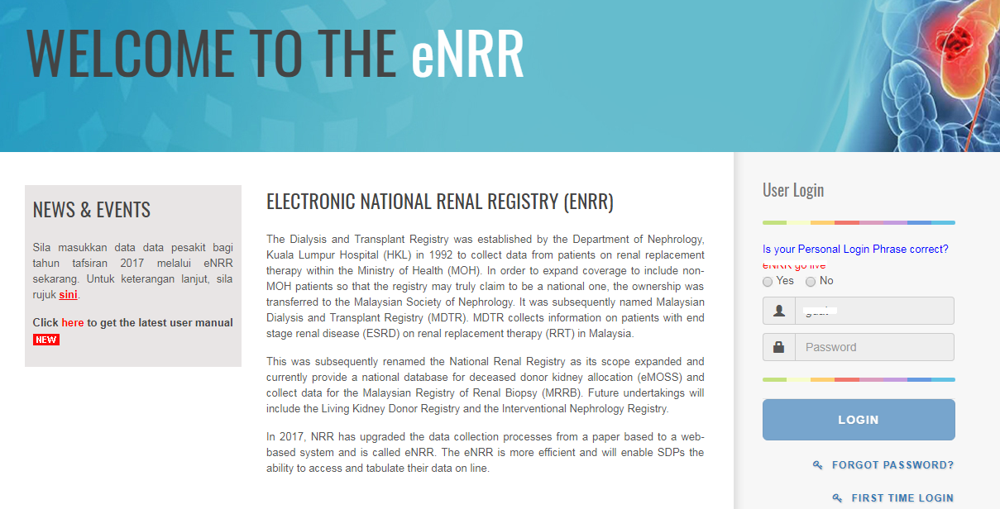 WELCOME TO THE eNRR
NEWS & EVENTS
Sila masukkan data data pesakit bagi
tahun tafsiran 2017 melalui eNRR
sekarang. Untuk keterangan lanjut, sila
rujuk sini.
Click here to get the latest user manual
NEW
ELECTRONIC NATIONAL RENAL REGISTRY (ENRR)
The Dialysis and Transplant Registry was established by the Department of Nephrology,
Kuala Lumpur Hospital (HKL) in 1992 to collect data from patients on renal replacement
therapy within the Ministry of Health (MOH). In order to expand coverage to include non-
MOH patients so that the registry may truly claim to be a national one, the ownership was
transferred to the Malaysian Society of Nephrology. It was subsequently named Malaysian
Dialysis and Transplant Registry (MDTR). MDTR collects information on patients with end
stage renal disease (ESRD) on renal replacement therapy (RRT) in Malaysia.
This was subsequently renamed the National Renal Registry as its scope expanded and
currently provide a national database for deceased donor kidney allocation (eMOSS) and
collect data for the Malaysian Registry of Renal Biopsy (MRRB). Future undertakings will
include the Living Kidney Donor Registry and the Interventional Nephrology Registry.
In 2017, NRR has upgraded the data collection processes from a paper based to a web-
based system and is called eNRR. The eNRR is more efficient and will enable SDPs the
ability to access and tabulate their data on line.
User Login
Is your Personal Login Phrase correct?
eNRR go live
Yes No
Password
LOGIN
FORGOT PASSWORD?
FIRST TIME LOGIN